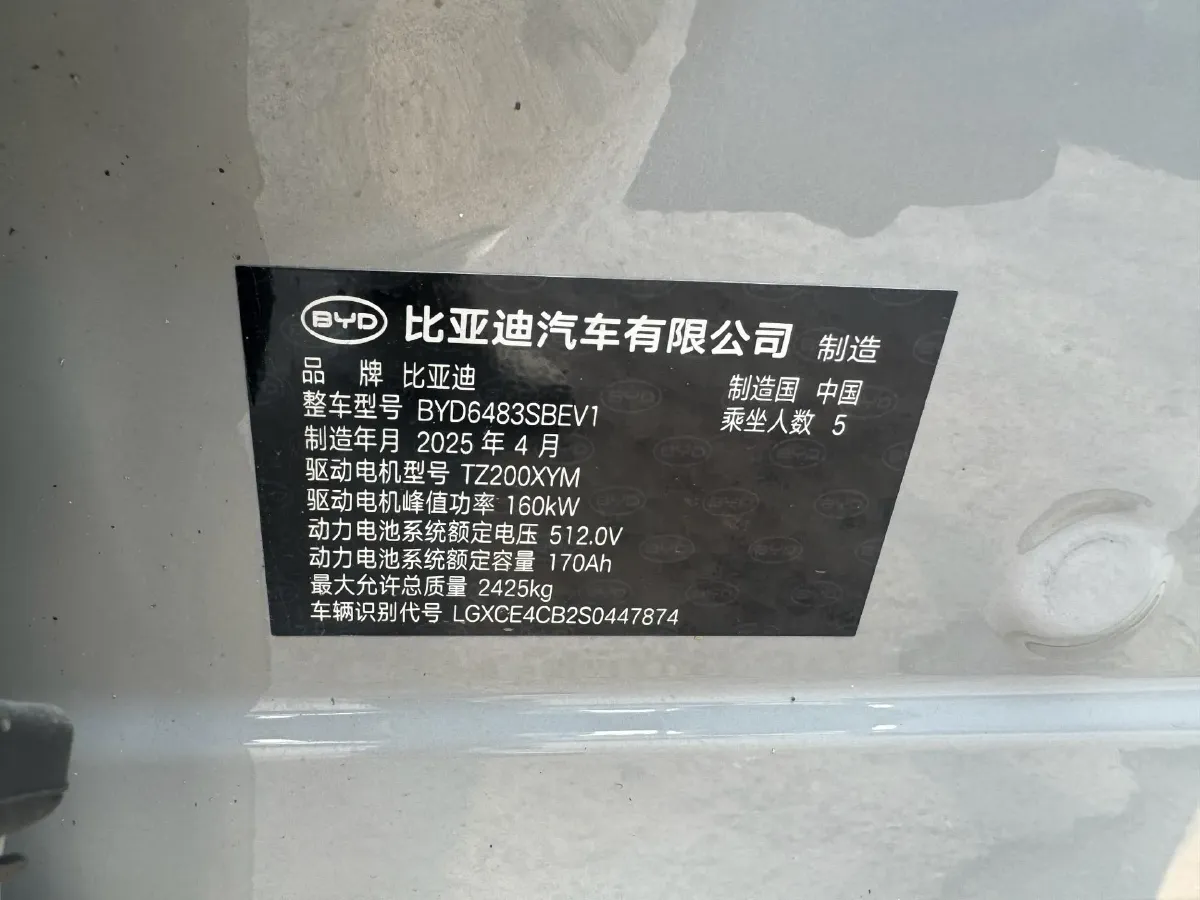 BYD 比亚迪汽车有限公司 制造
品 牌 比亚迪
制造国 中国
整车型号 BYD6483SBEV1
乘坐人数 5
制造年月 2025 年 4 月
驱动电机型号 TZ200XYM
驱动电机峰值功率 160kW
动力电池系统额定电压 512.0V
动力电池系统额定容量 170Ah
最大允许总质量 2425kg
车辆识别代号 LGXCE4CB2S0447874